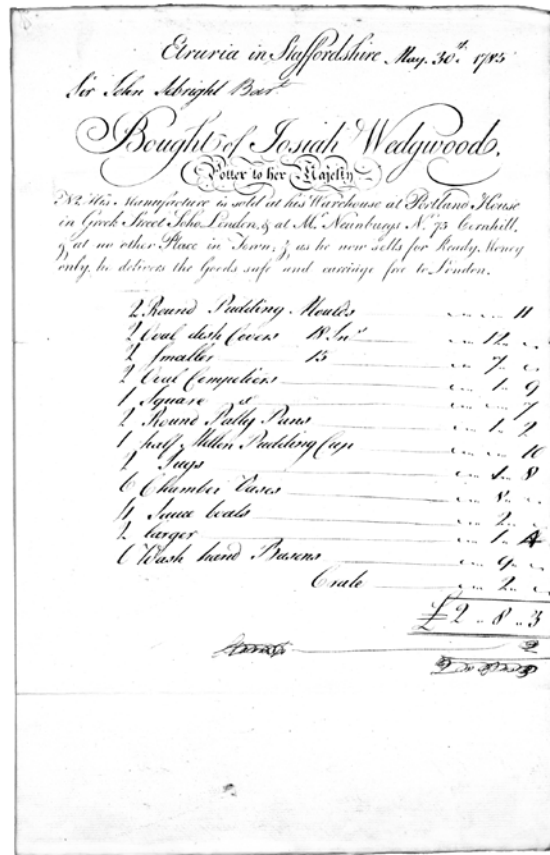 Etruria in Staffordshire May. 30th. 1785
Sir John Sebright Bart
Bought of Josiah Wedgwood,
Potter to her Majesty
NB. His Manufacture is sold at his Warehouse at Portland House
in Greek Street Soho London, & at Mr. Neinburgs No. 75 Cornhill.
& at no other Place in Town; & as he now sells for Ready Money
only, he delivers the Goods safe and carriage free to London.
2 Round Pudding Moulds 11
2 Oval dish Covers 18 Ins 12
2 Smaller 15 7
2 Oval Compotiers 1 9
1 Square d 7
2 Round Patty Pans 1 2
1 half Mellon Pudding Cup 10
2 Jugs 1 8
6 Chamber Vases 8
4 Sauce boats 2
2 larger 1 4
6 Wash hand Basons 9
Crate 2
£ 2 8 3
2